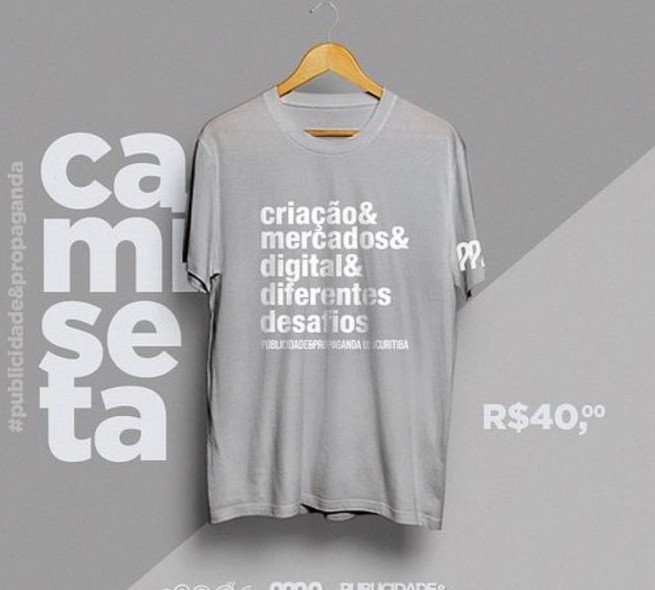 #publicidade&propaganda
ca
mi
se
ta
criação&
mercados&
digital&
diferentes
desafios
PUBLICIDADE&PROPAGANDA CURITIBA
R$40,00
PUBLICIDADE&